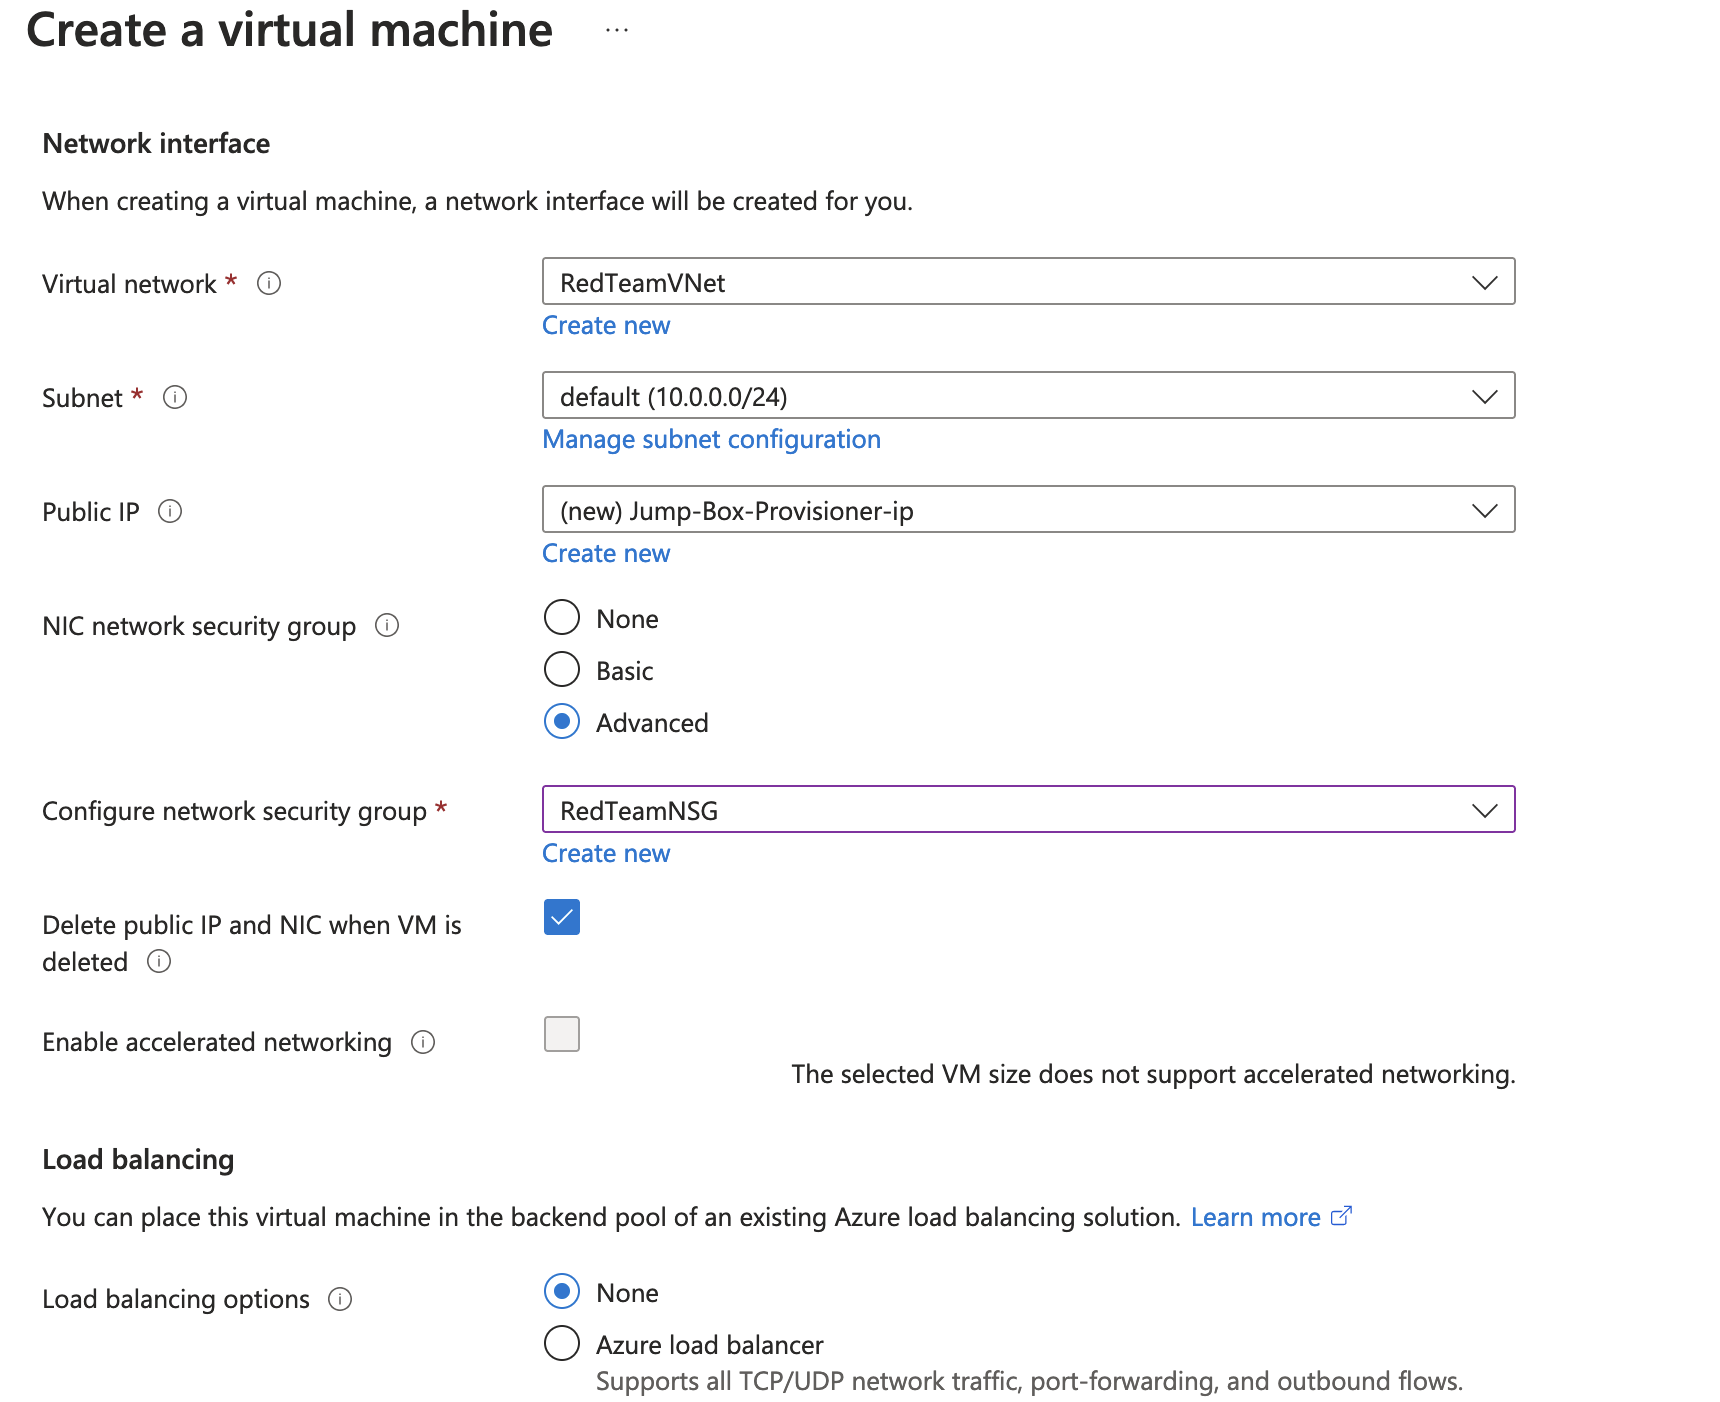 Create a virtual machine ...
Network interface
When creating a virtual machine, a network interface will be created for you.
Virtual network *
RedTeamVNet
Create new
Subnet *
default (10.0.0.0/24)
Manage subnet configuration
Public IP
(new) Jump-Box-Provisioner-ip
Create new
NIC network security group
None
Basic
Advanced
Configure network security group *
RedTeamNSG
Create new
Delete public IP and NIC when VM is
deleted
Enable accelerated networking
The selected VM size does not support accelerated networking.
Load balancing
You can place this virtual machine in the backend pool of an existing Azure load balancing solution. Learn more
Load balancing options
None
Azure load balancer
Supports all TCP/UDP network traffic, port-forwarding, and outbound flows.